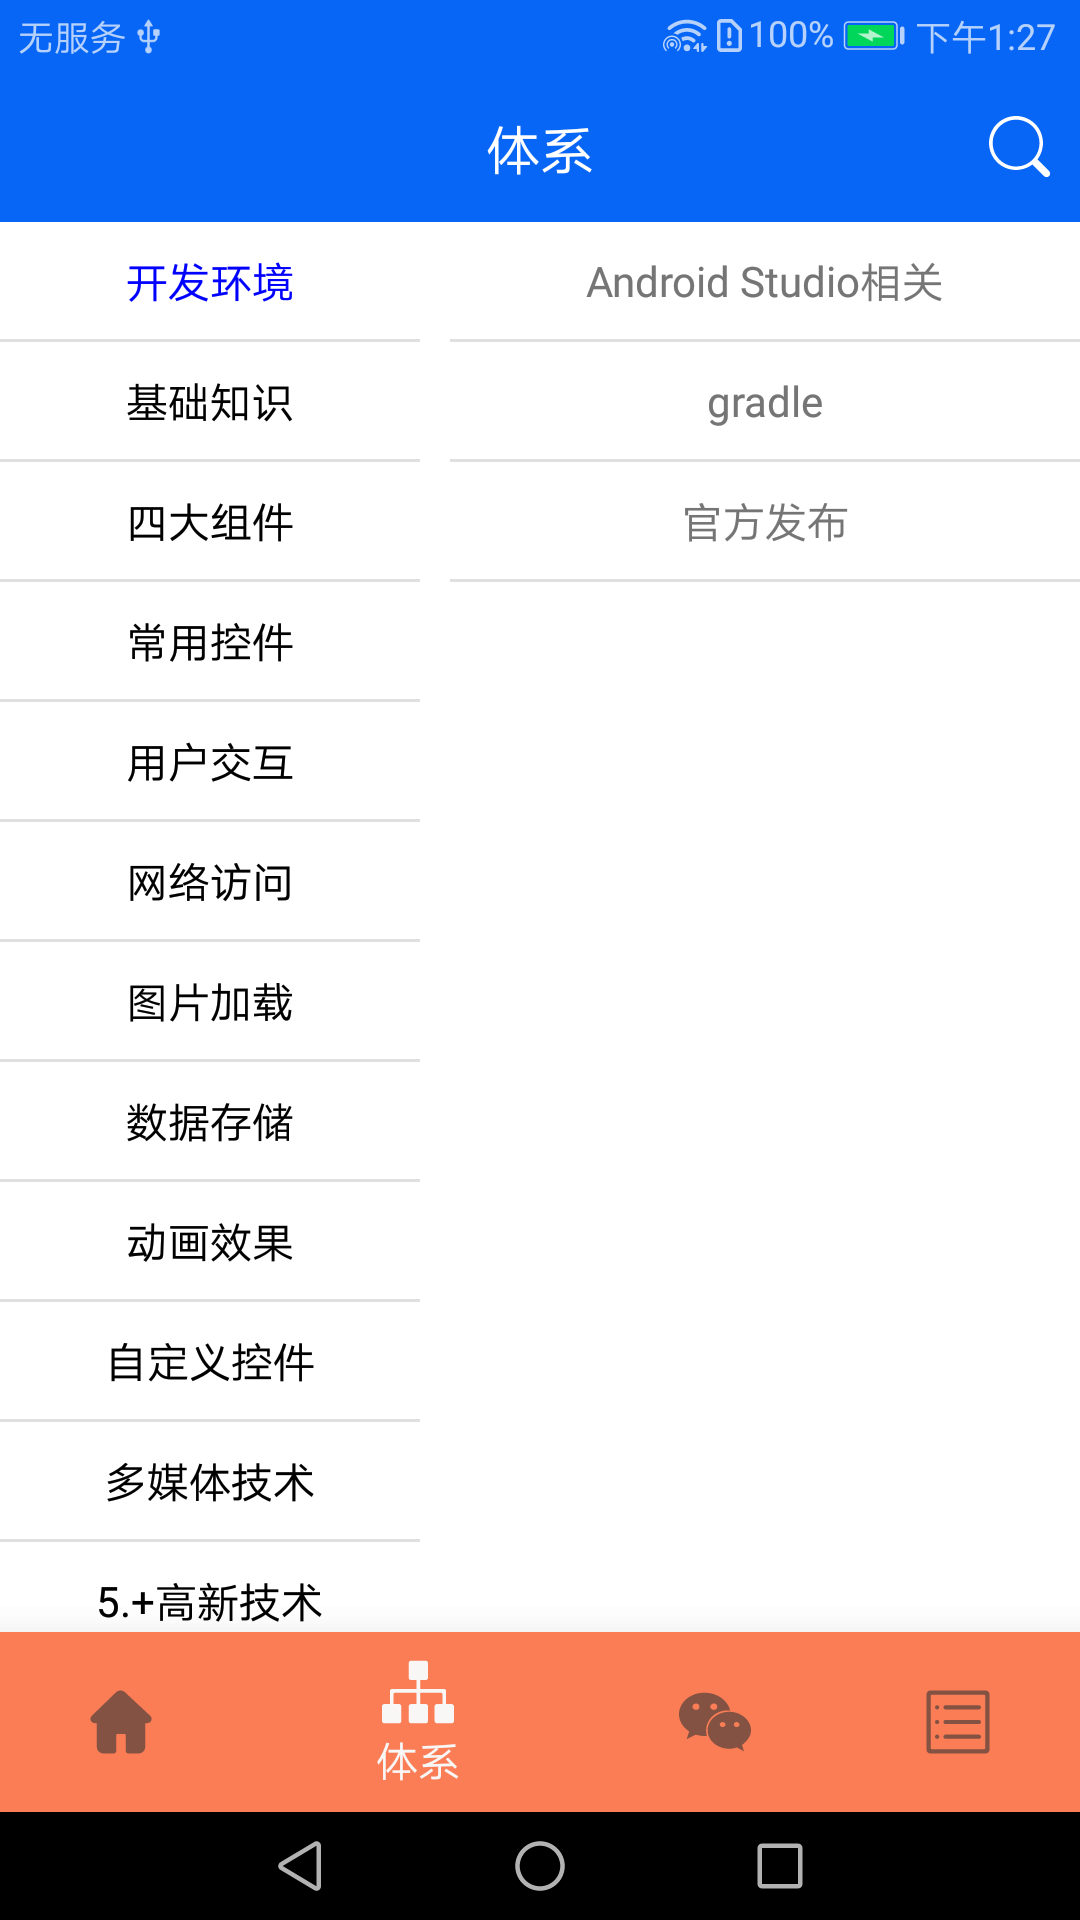 无服务 100% 下午1:27
体系
开发环境
基础知识
四大组件
常用控件
用户交互
网络访问
图片加载
数据存储
动画效果
自定义控件
多媒体技术
5.+高新技术
Android Studio相关
gradle
官方发布
体系